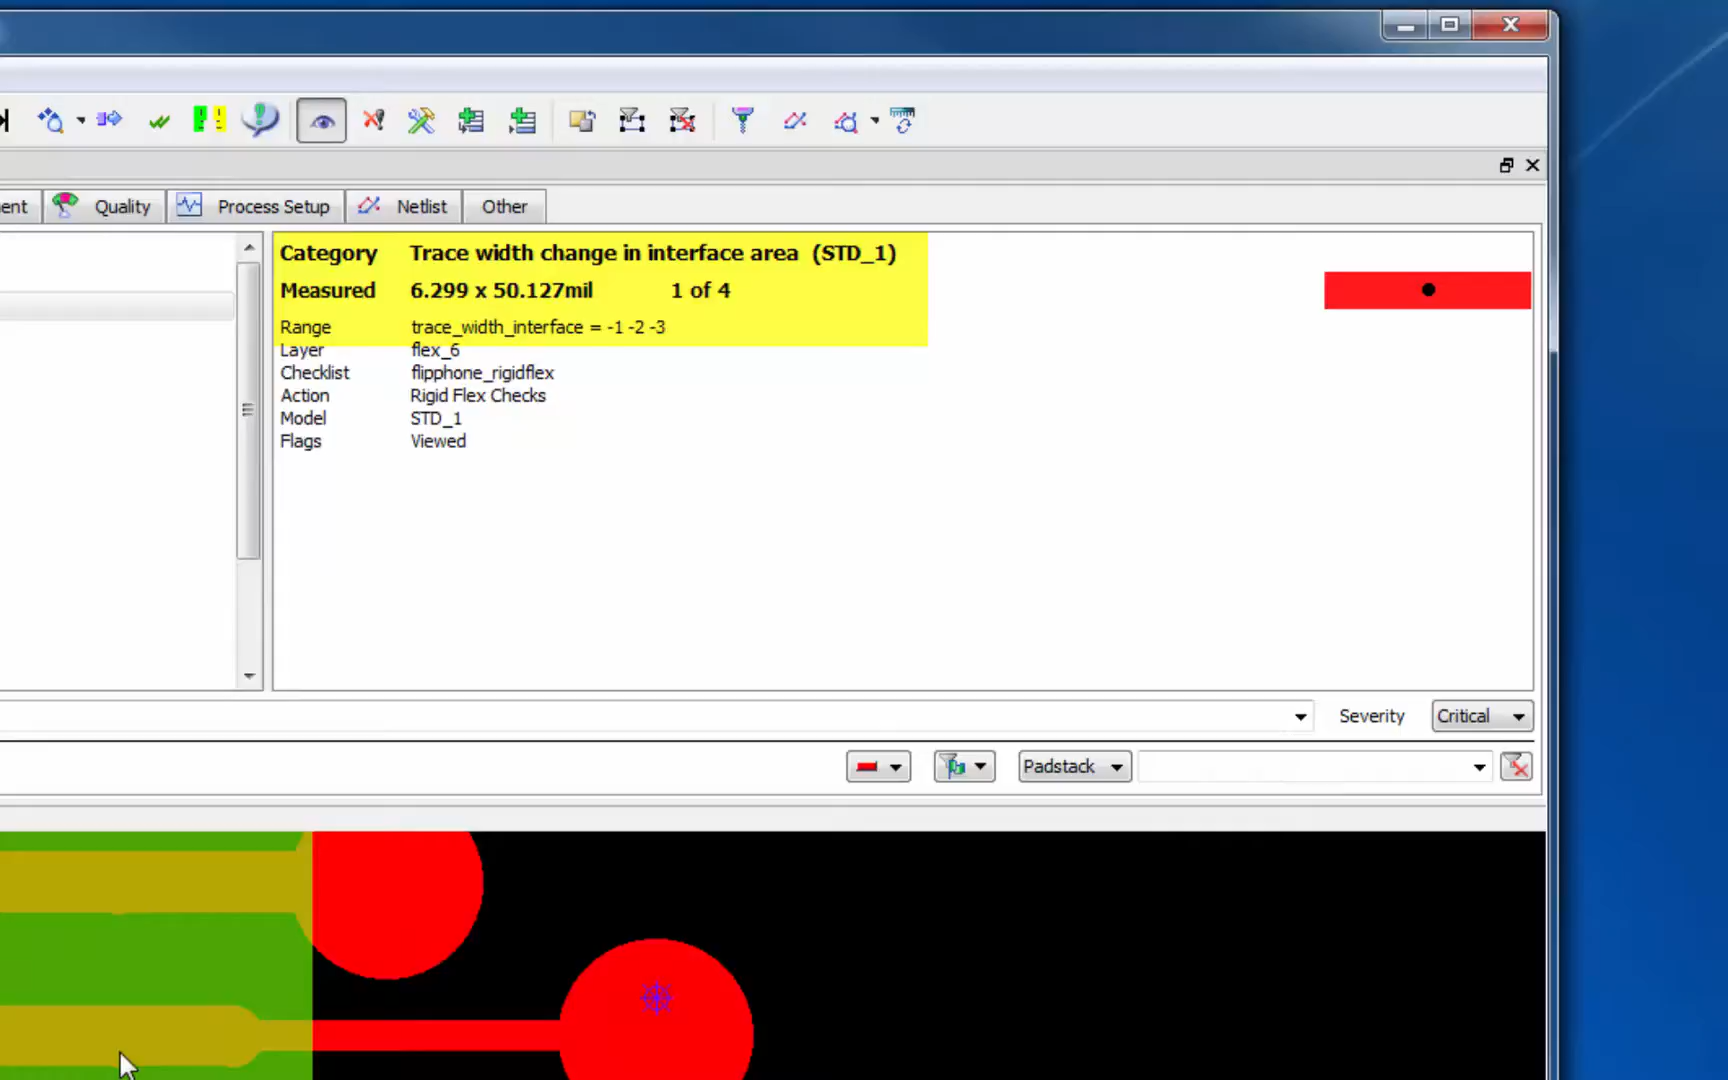 ent Quality Process Setup Netlist Other
Category Trace width change in interface area (STD_1)
Measured 6.299 x 50.127mil 1 of 4
Range trace_width_interface = -1 -2 -3
Layer flex_6
Checklist flipphone_rigidflex
Action Rigid Flex Checks
Model STD_1
Flags Viewed
Severity Critical
Padstack